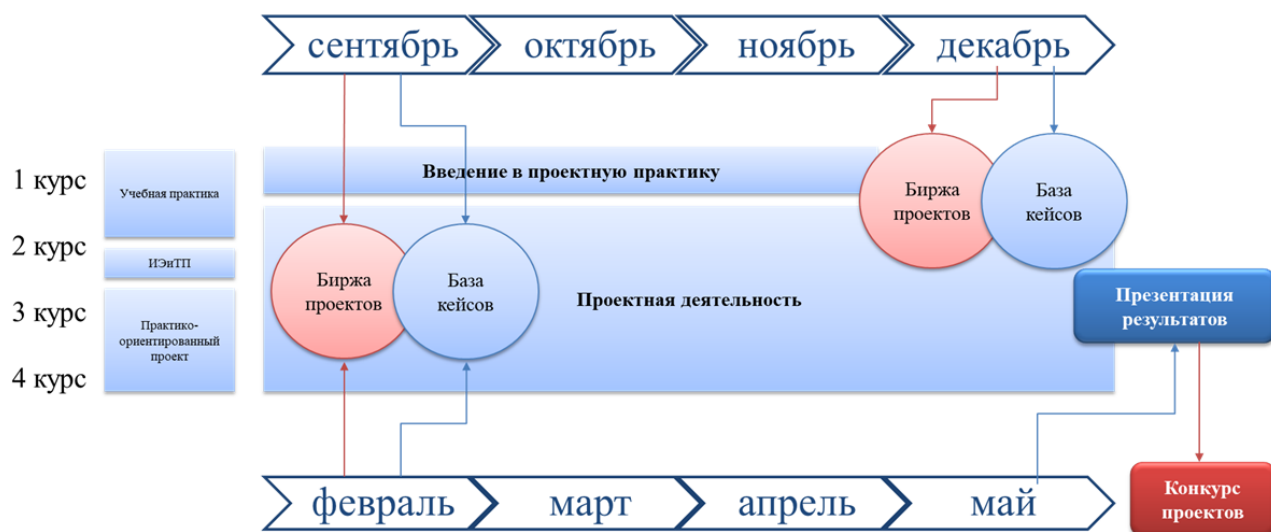 сентябрь
октябрь
ноябрь
декабрь
1 курс
2 курс
3 курс
4 курс
Учебная практика
ИЭиТП
Практико-
ориентированный
проект
Введение в проектную практику
Биржа
проектов
База
кейсов
Биржа
проектов
База
кейсов
Проектная деятельность
Презентация
результатов
февраль
март
апрель
май
Конкурс
проектов